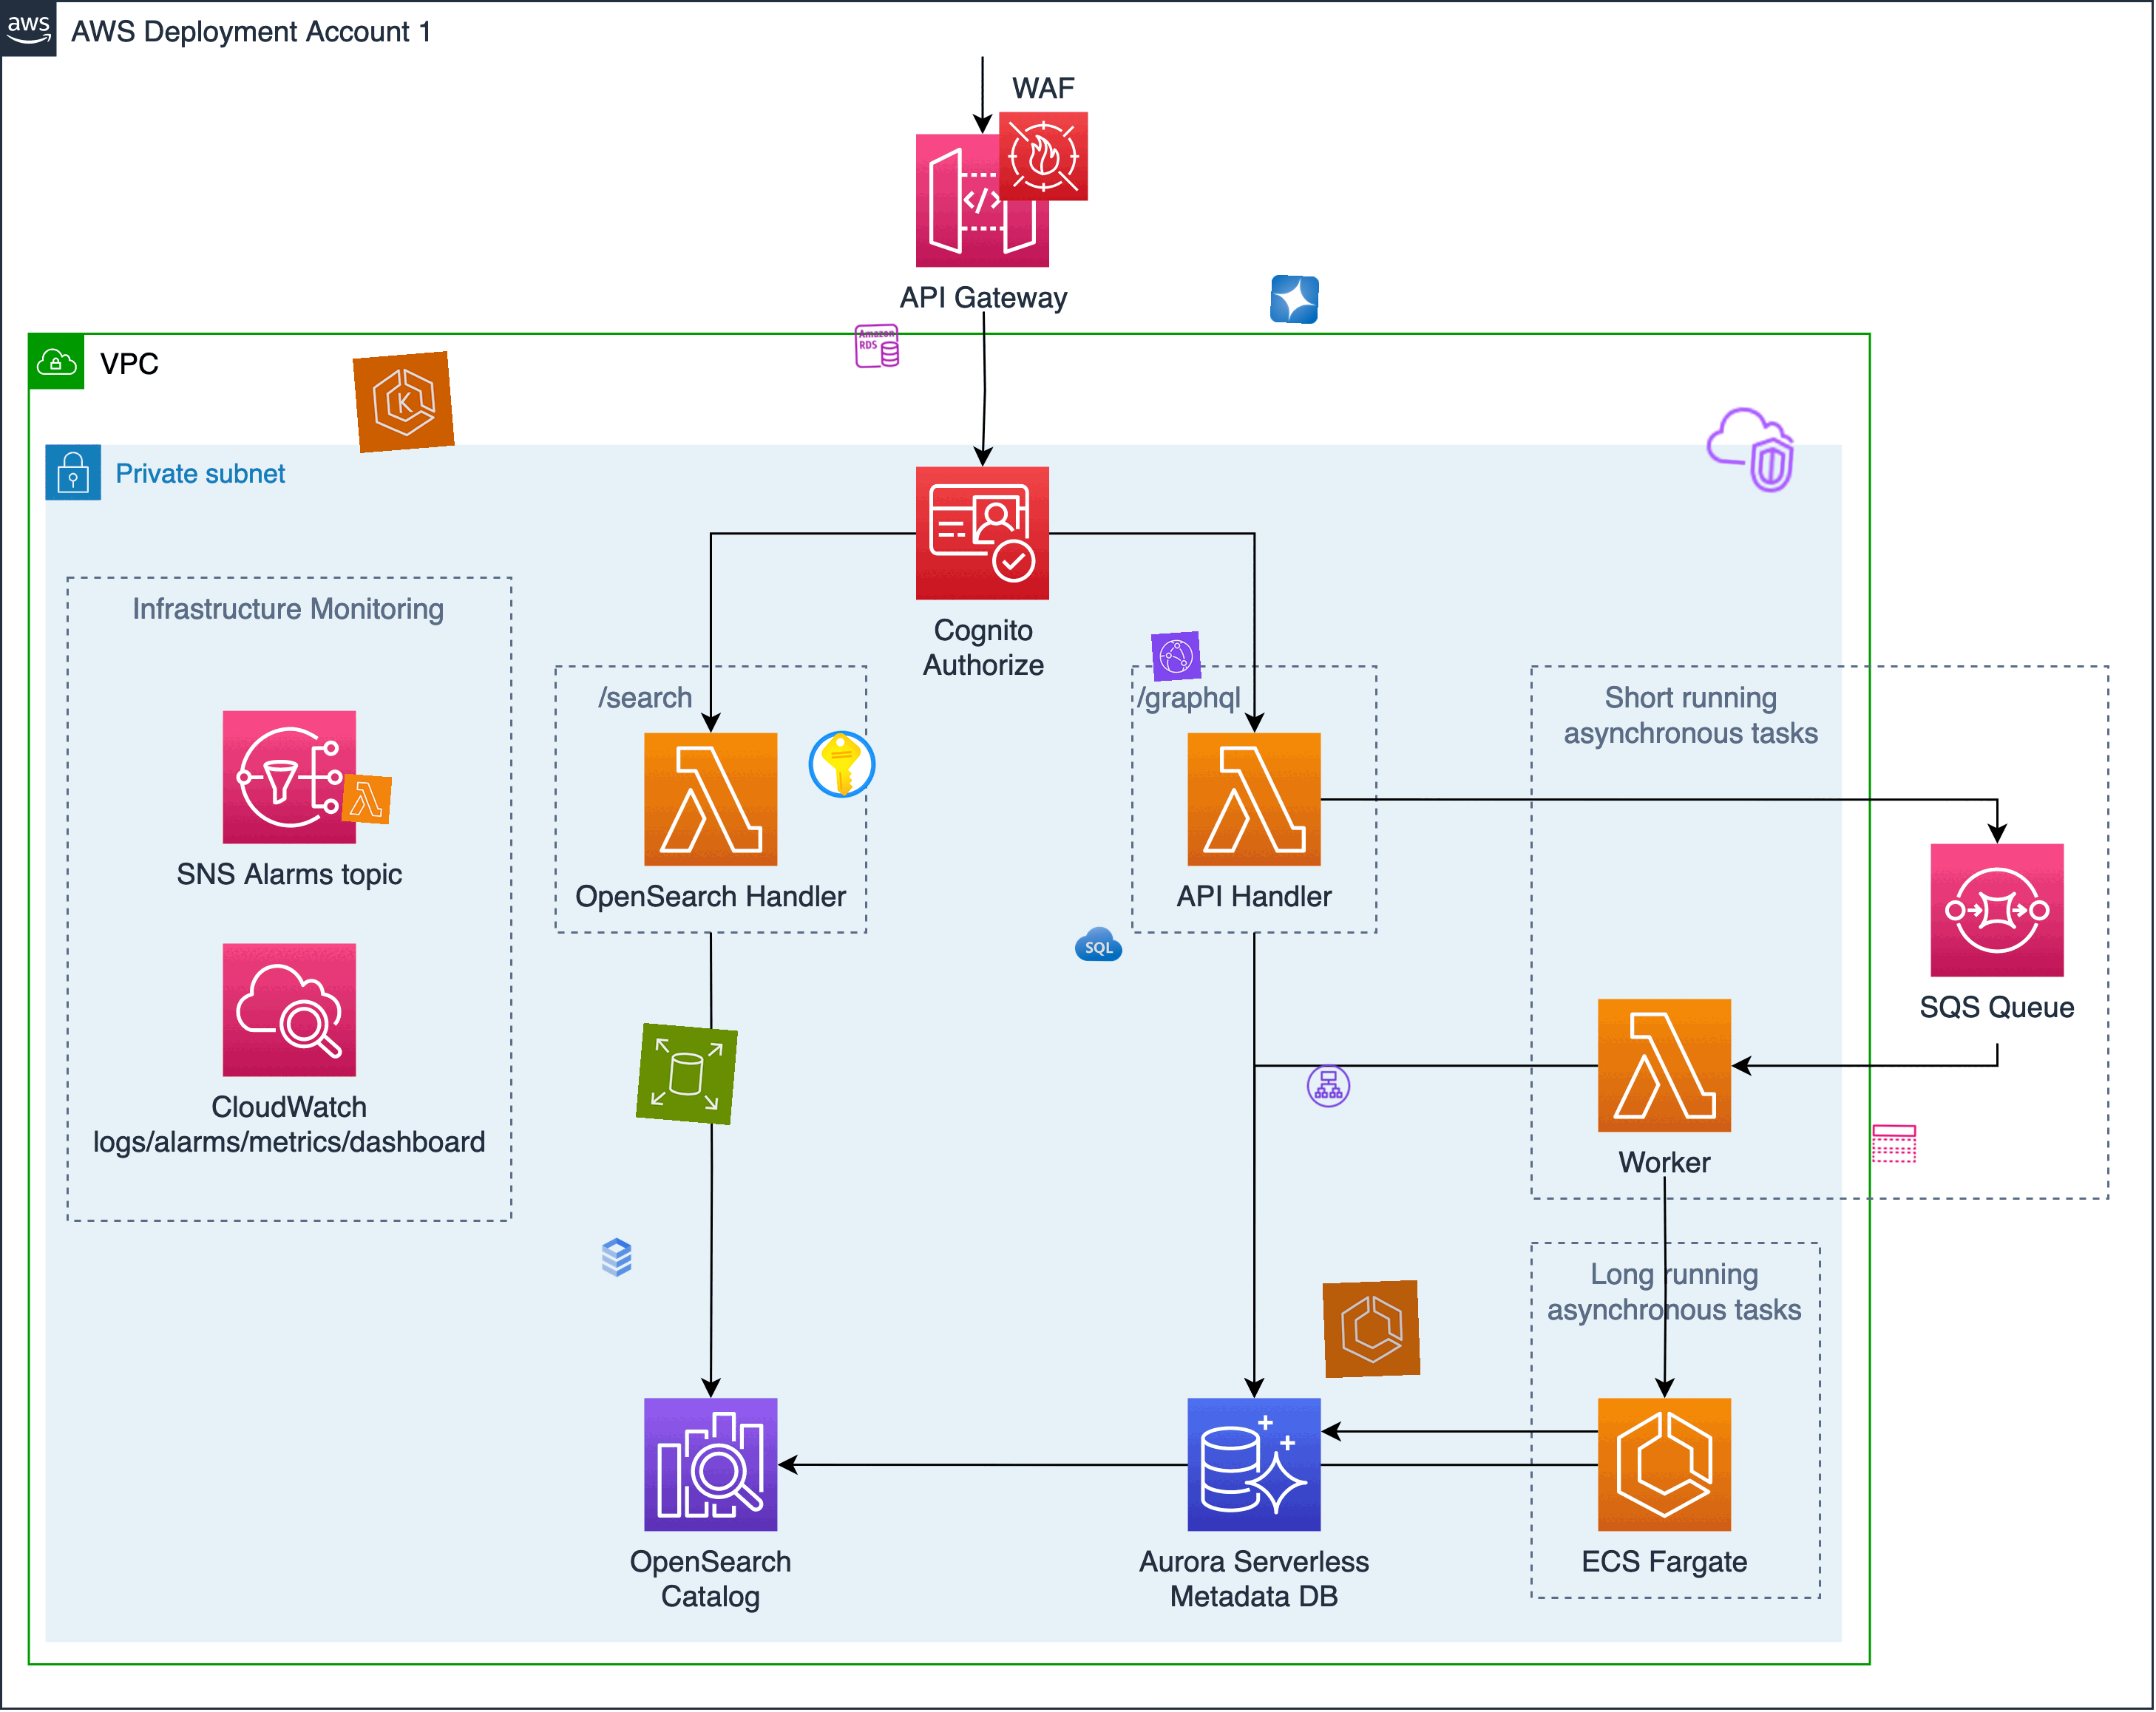 aws
AWS Deployment Account 1
WAF
API Gateway
Amazon
RDS
VPC
K
Private subnet
Cognito
Authorize
Infrastructure Monitoring
/search
/graphql
Short running
asynchronous tasks
SNS Alarms topic
OpenSearch Handler
API Handler
SQL
SQS Queue
CloudWatch
logs/alarms/metrics/dashboard
Worker
Long running
asynchronous tasks
OpenSearch
Catalog
Aurora Serverless
Metadata DB
ECS Fargate